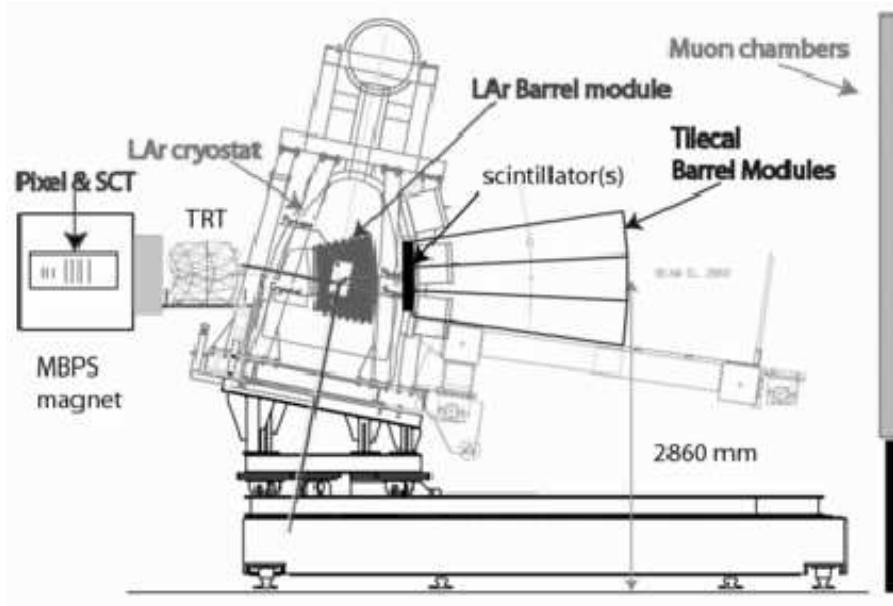 Muon chambers
LAr Barrel module
Tilecal
Barrel Modules
LAr cryostat
scintillator(s)
Pixel & SCT
TRT
MBPS
magnet
2860 mm